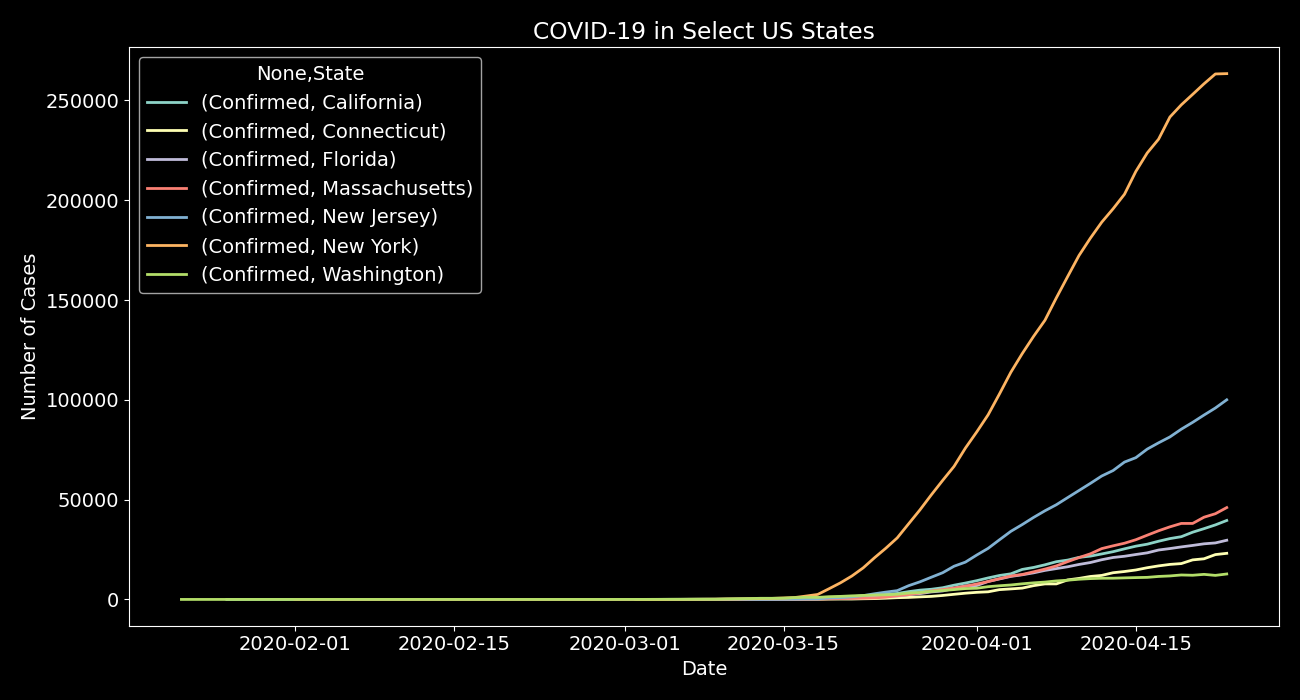 COVID-19 in Select US States
None,State
(Confirmed, California)
(Confirmed, Connecticut)
(Confirmed, Florida)
(Confirmed, Massachusetts)
(Confirmed, New Jersey)
(Confirmed, New York)
(Confirmed, Washington)
Number of Cases
250000
200000
150000
100000
50000
0
2020-02-01
2020-02-15
2020-03-01
2020-03-15
2020-04-01
2020-04-15
Date